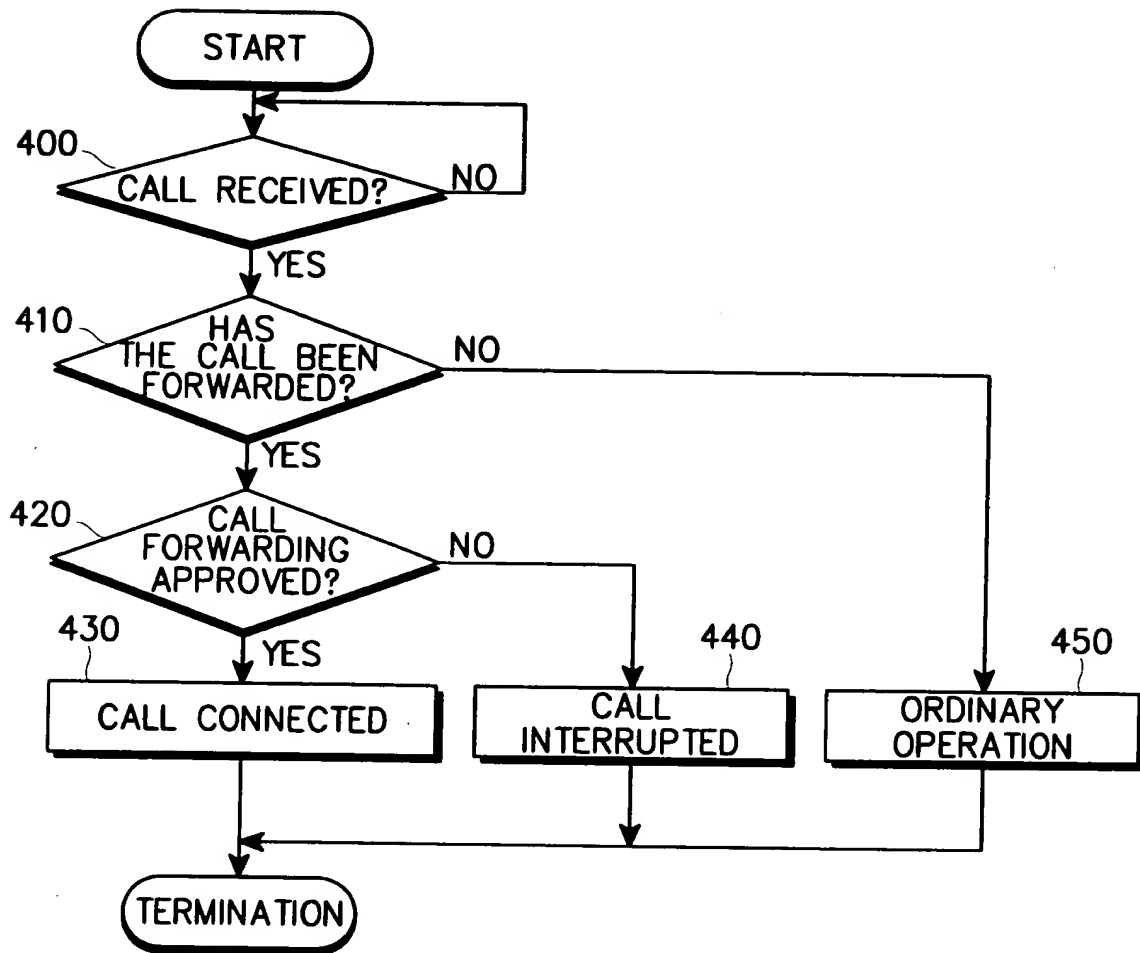 START
400
CALL RECEIVED?
NO
YES
410
HAS
THE CALL BEEN
FORWARDED?
NO
YES
420
CALL
FORWARDING
APPROVED?
NO
YES
430
CALL CONNECTED
440
CALL
INTERRUPTED
450
ORDINARY
OPERATION
TERMINATION